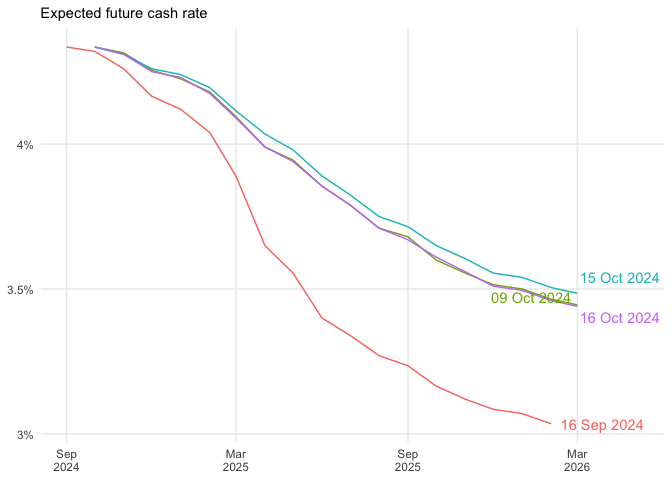 Expected future cash rate
4%
3.5%
3%
15 Oct 2024
09 Oct 2024
16 Oct 2024
16 Sep 2024
Sep
2024
Mar
2025
Sep
2025
Mar
2026